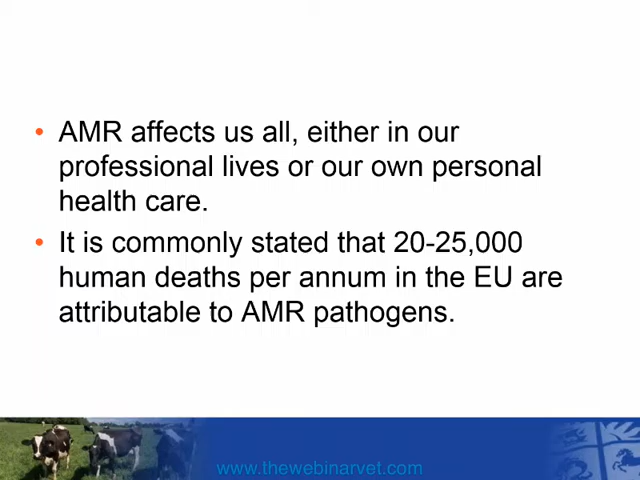 • AMR affects us all, either in our
professional lives or our own personal
health care.
• It is commonly stated that 20-25,000
human deaths per annum in the EU are
attributable to AMR pathogens.
www.thewebinarvet.com